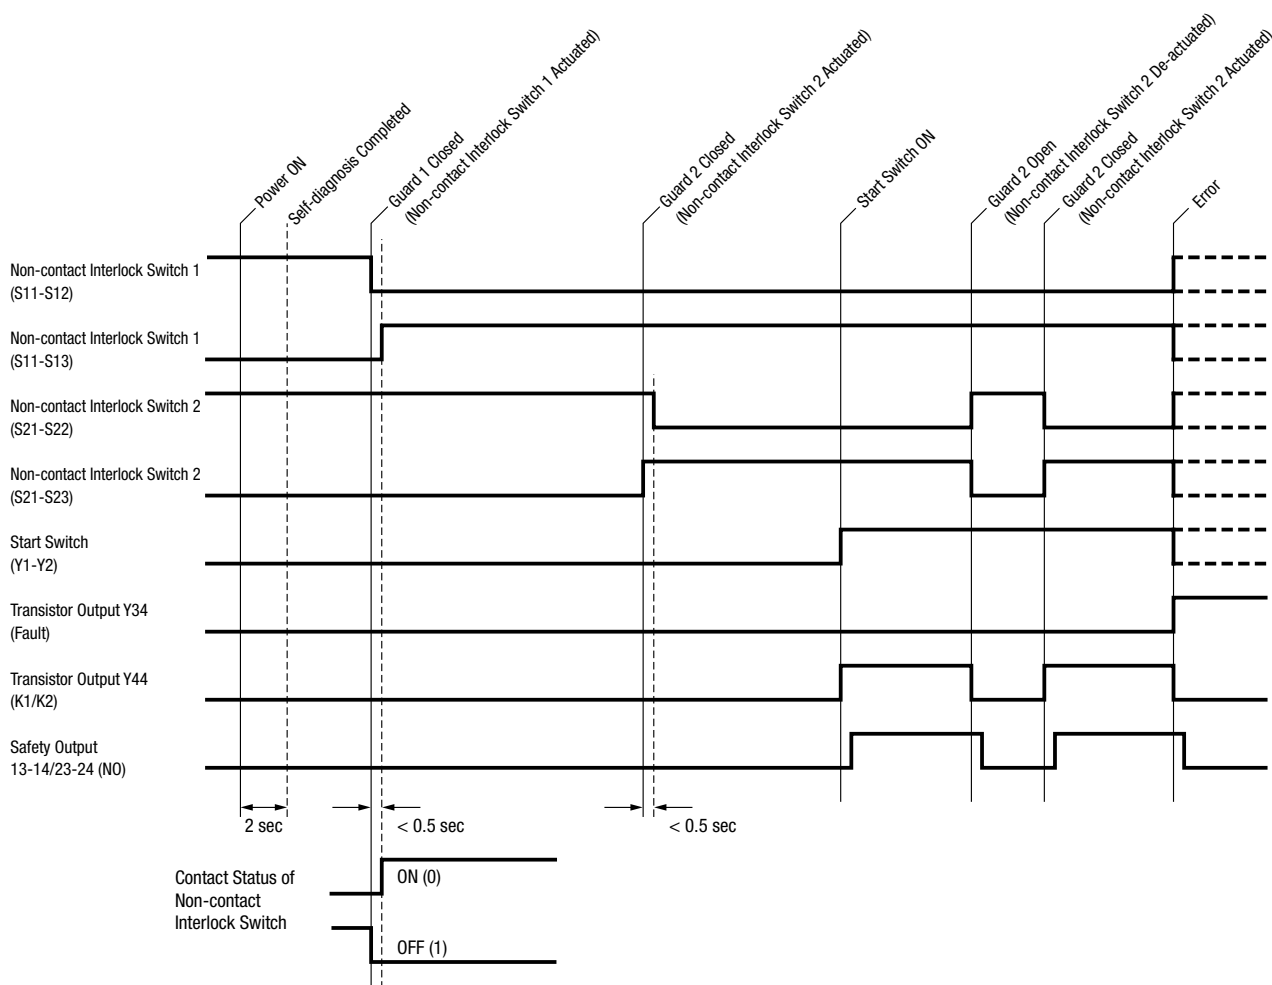 Power ON
Self-diagnosis Completed
Guard 1 Closed
(Non-contact Interlock Switch 1 Actuated)
Guard 2 Closed
(Non-contact Interlock Switch 2 Actuated)
Start Switch ON
Guard 2 Open
(Non-contact Interlock Switch 2 De-actuated)
Guard 2 Closed
(Non-contact Interlock Switch 2 Actuated)
Error
Non-contact Interlock Switch 1
(S11-S12)
Non-contact Interlock Switch 1
(S11-S13)
Non-contact Interlock Switch 2
(S21-S22)
Non-contact Interlock Switch 2
(S21-S23)
Start Switch
(Y1-Y2)
Transistor Output Y34
(Fault)
Transistor Output Y44
(K1/K2)
Safety Output
13-14/23-24 (NO)
2 sec
< 0.5 sec
< 0.5 sec
Contact Status of
Non-contact
Interlock Switch
ON (0)
OFF (1)